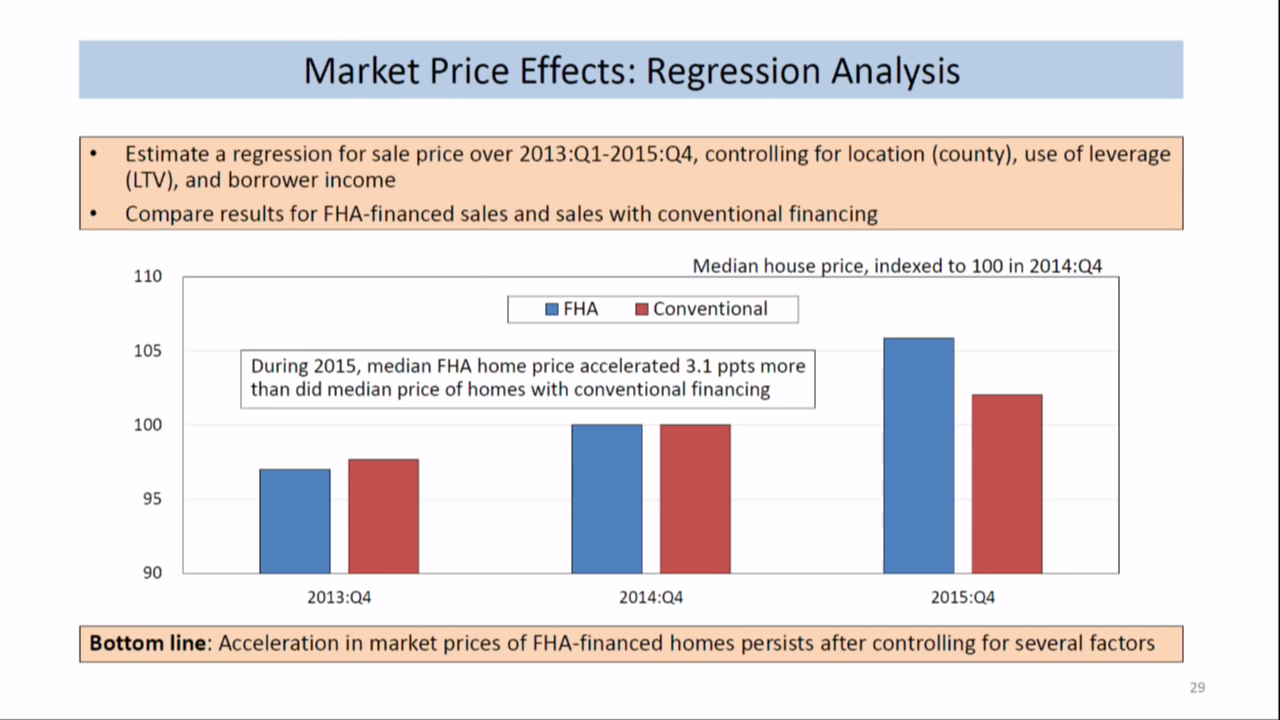 Market Price Effects: Regression Analysis
• Estimate a regression for sale price over 2013:Q1-2015:Q4, controlling for location (county), use of leverage
(LTV), and borrower income
• Compare results for FHA-financed sales and sales with conventional financing
Median house price, indexed to 100 in 2014:Q4
110
FHA Conventional
105
During 2015, median FHA home price accelerated 3.1 ppts more
than did median price of homes with conventional financing
100
95
90
2013:Q4 2014:Q4 2015:Q4
Bottom line: Acceleration in market prices of FHA-financed homes persists after controlling for several factors
29